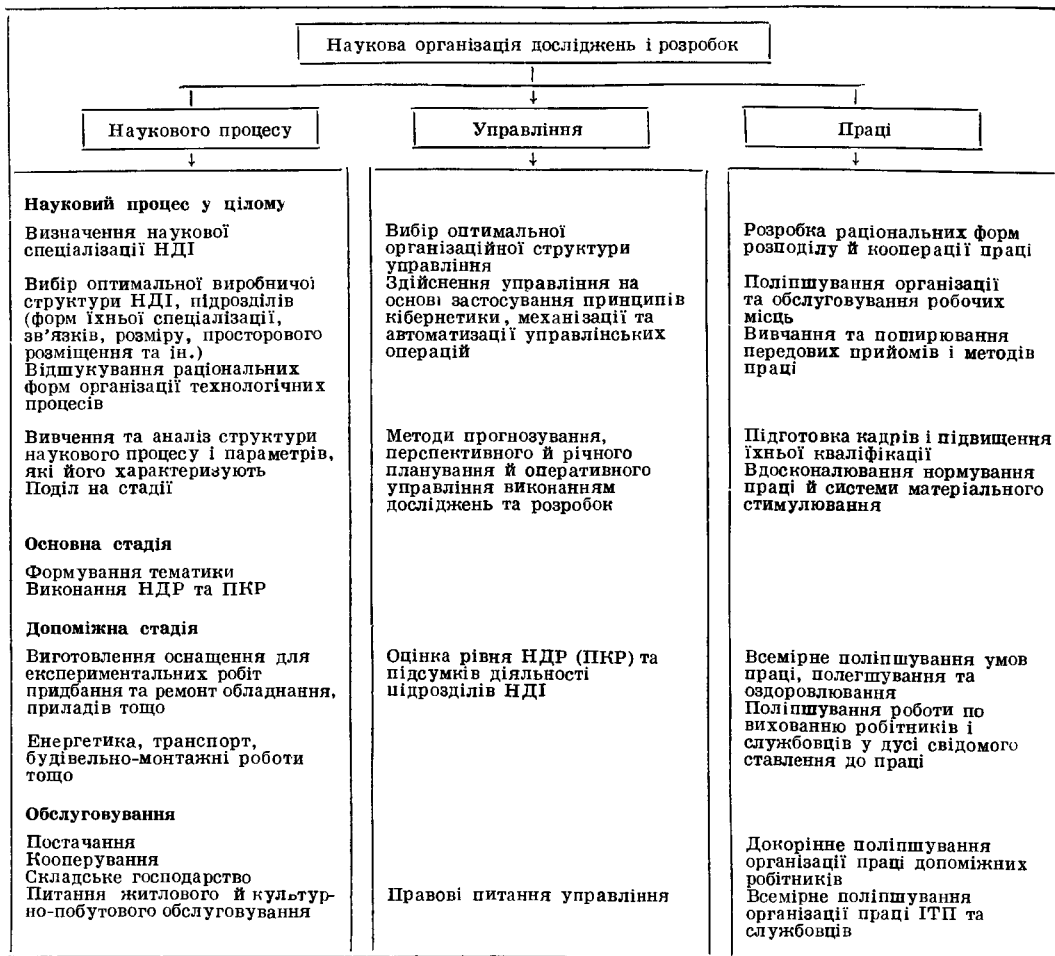 Наукова організація досліджень і розробок
Наукового процесу
Управління
Праці
Науковий процес у цілому
Визначення наукової
спеціалізації НДІ
Вибір оптимальної виробничої
структури НДІ, підрозділів
(форм їхньої спеціалізації,
зв'язків, розміру, просторового
розміщення та ін.)
Відшукування раціональних
форм організації технологічних
процесів
Вивчення та аналіз структури
наукового процесу і параметрів,
які його характеризують
Поділ на стадії
Основна стадія
Формування тематики
Виконання НДР та ПКР
Допоміжна стадія
Виготовлення оснащення для
експериментальних робіт
придбання та ремонт обладнання,
приладів тощо
Енергетика, транспорт,
будівельно-монтажні роботи
тощо
Обслуговування
Постачання
Кооперування
Складське господарство
Питання житлового й культур-
но-побутового обслуговування
Вибір оптимальної
організаційної структури
управління
Здійснення управління на
основі застосування принципів
кібернетики, механізації та
автоматизації управлінських
операцій
Методи прогнозування,
перспективного й річного
планування й оперативного
управління виконанням
досліджень та розробок
Оцінка рівня НДР (ПКР) та
підсумків діяльності
підрозділів НДІ
Правові питання управління
Розробка раціональних форм
розподілу й кооперації праці
Поліпшування організації
та обслуговування робочих
місць
Вивчання та поширювання
передових прийомів і методів
праці
Підготовка кадрів і підвищення
їхньої кваліфікації
Вдосконалювання нормування
праці й системи матеріального
стимулювання
Всемірне поліпшування умов
праці, полегшування та
оздоровлювання
Поліпшування роботи по
вихованню робітників і
службовців у дусі свідомого
ставлення до праці
Докорінне поліпшування
організації праці допоміжних
робітників
Всемірне поліпшування
організації праці ІТП та
службовців